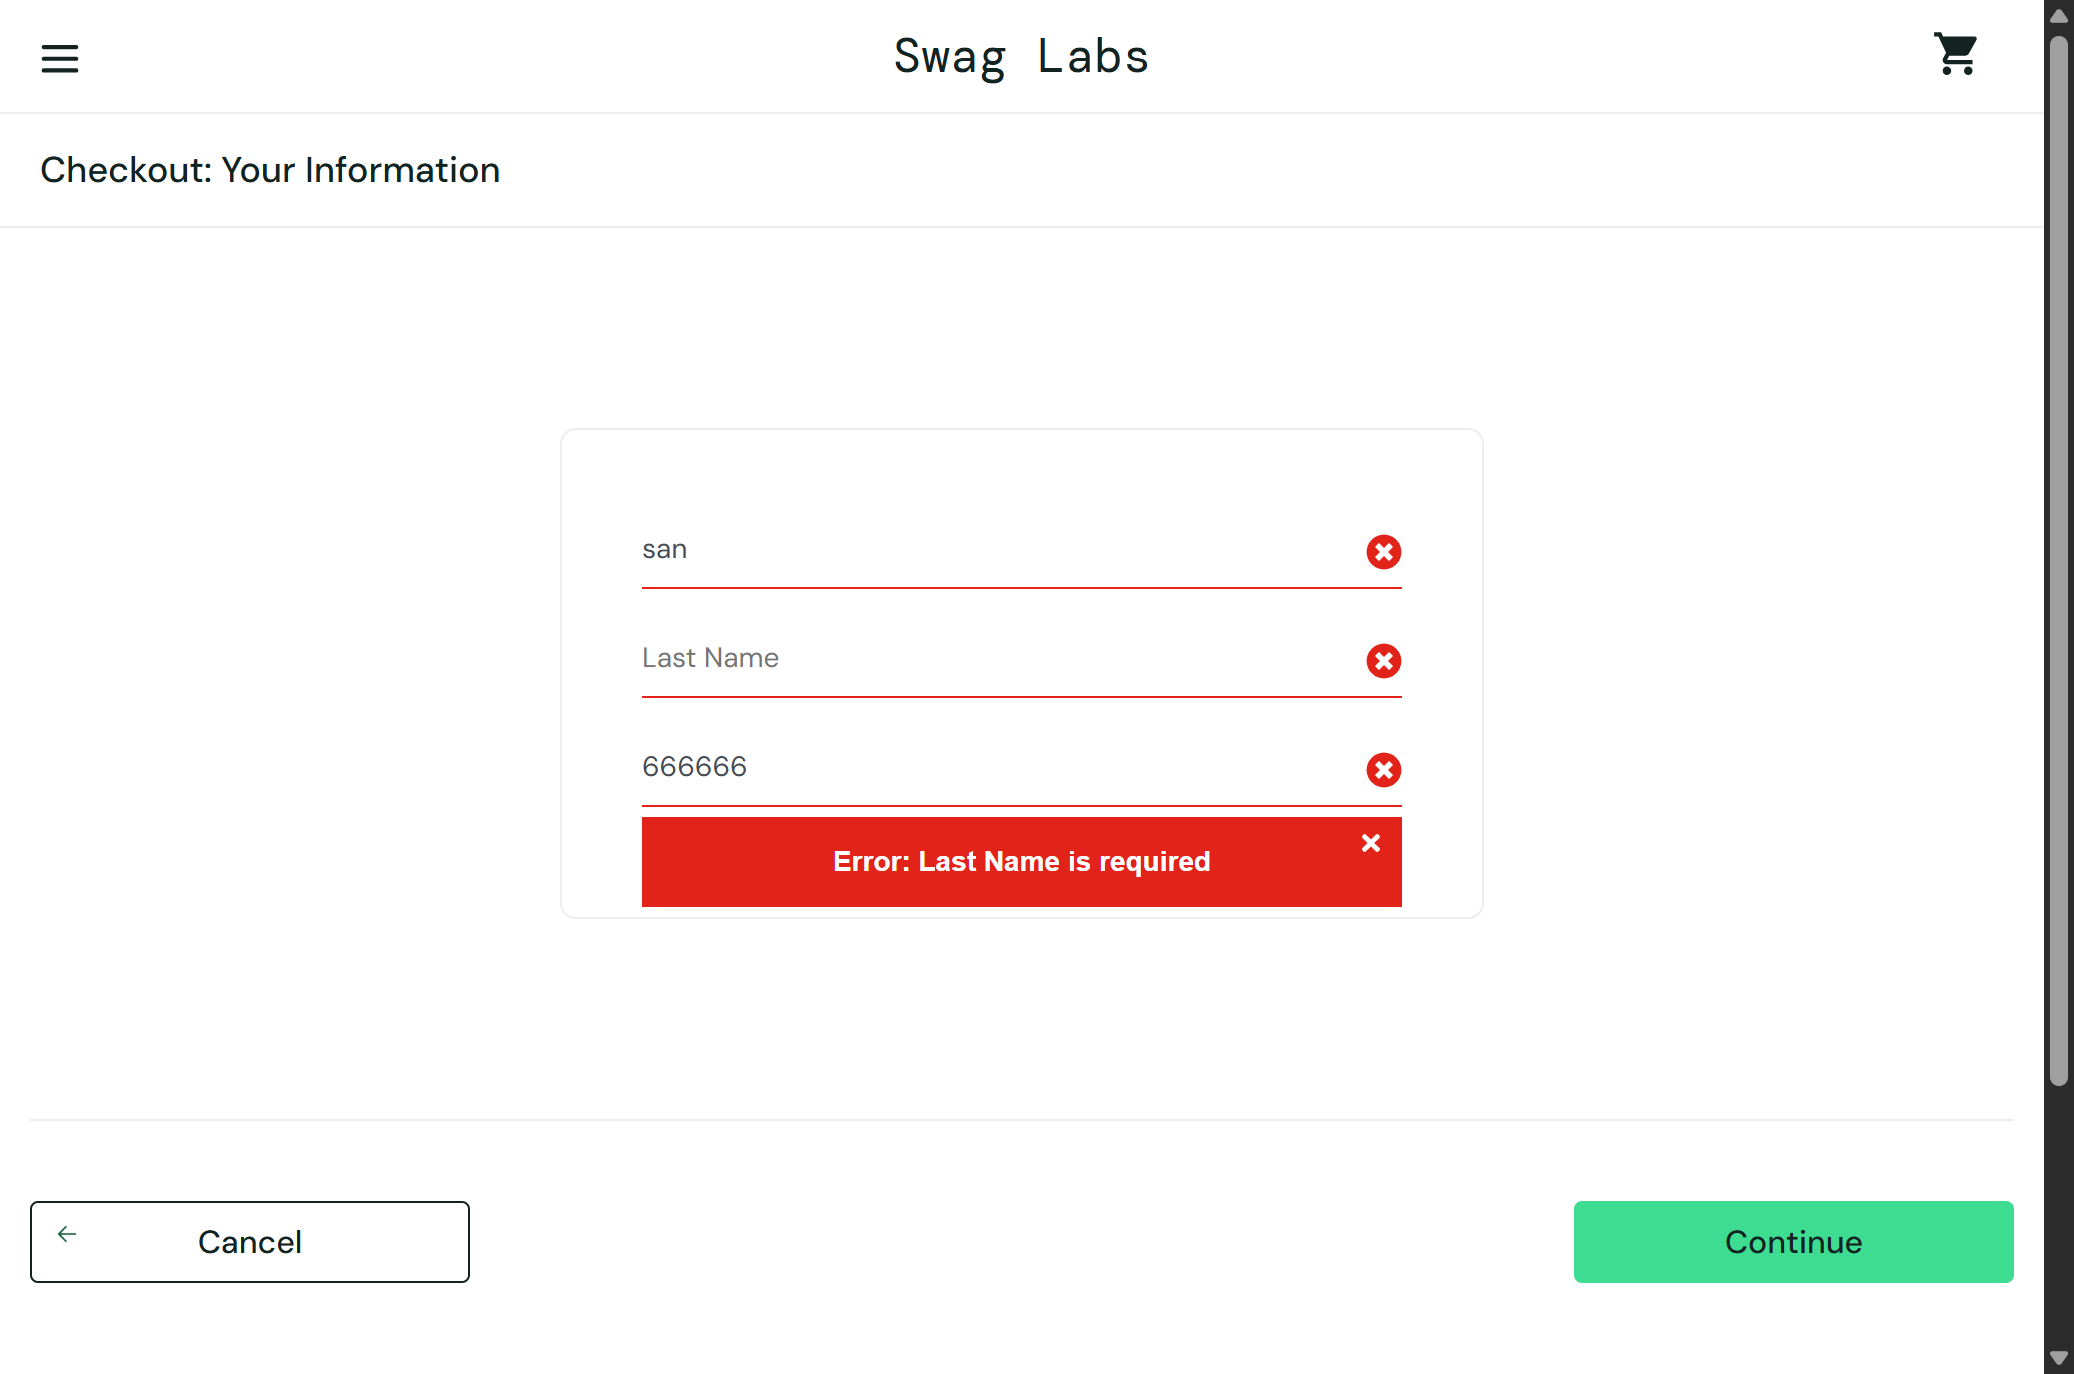 Swag Labs
Checkout: Your Information
san
Last Name
666666
Error: Last Name is required
Cancel
Continue